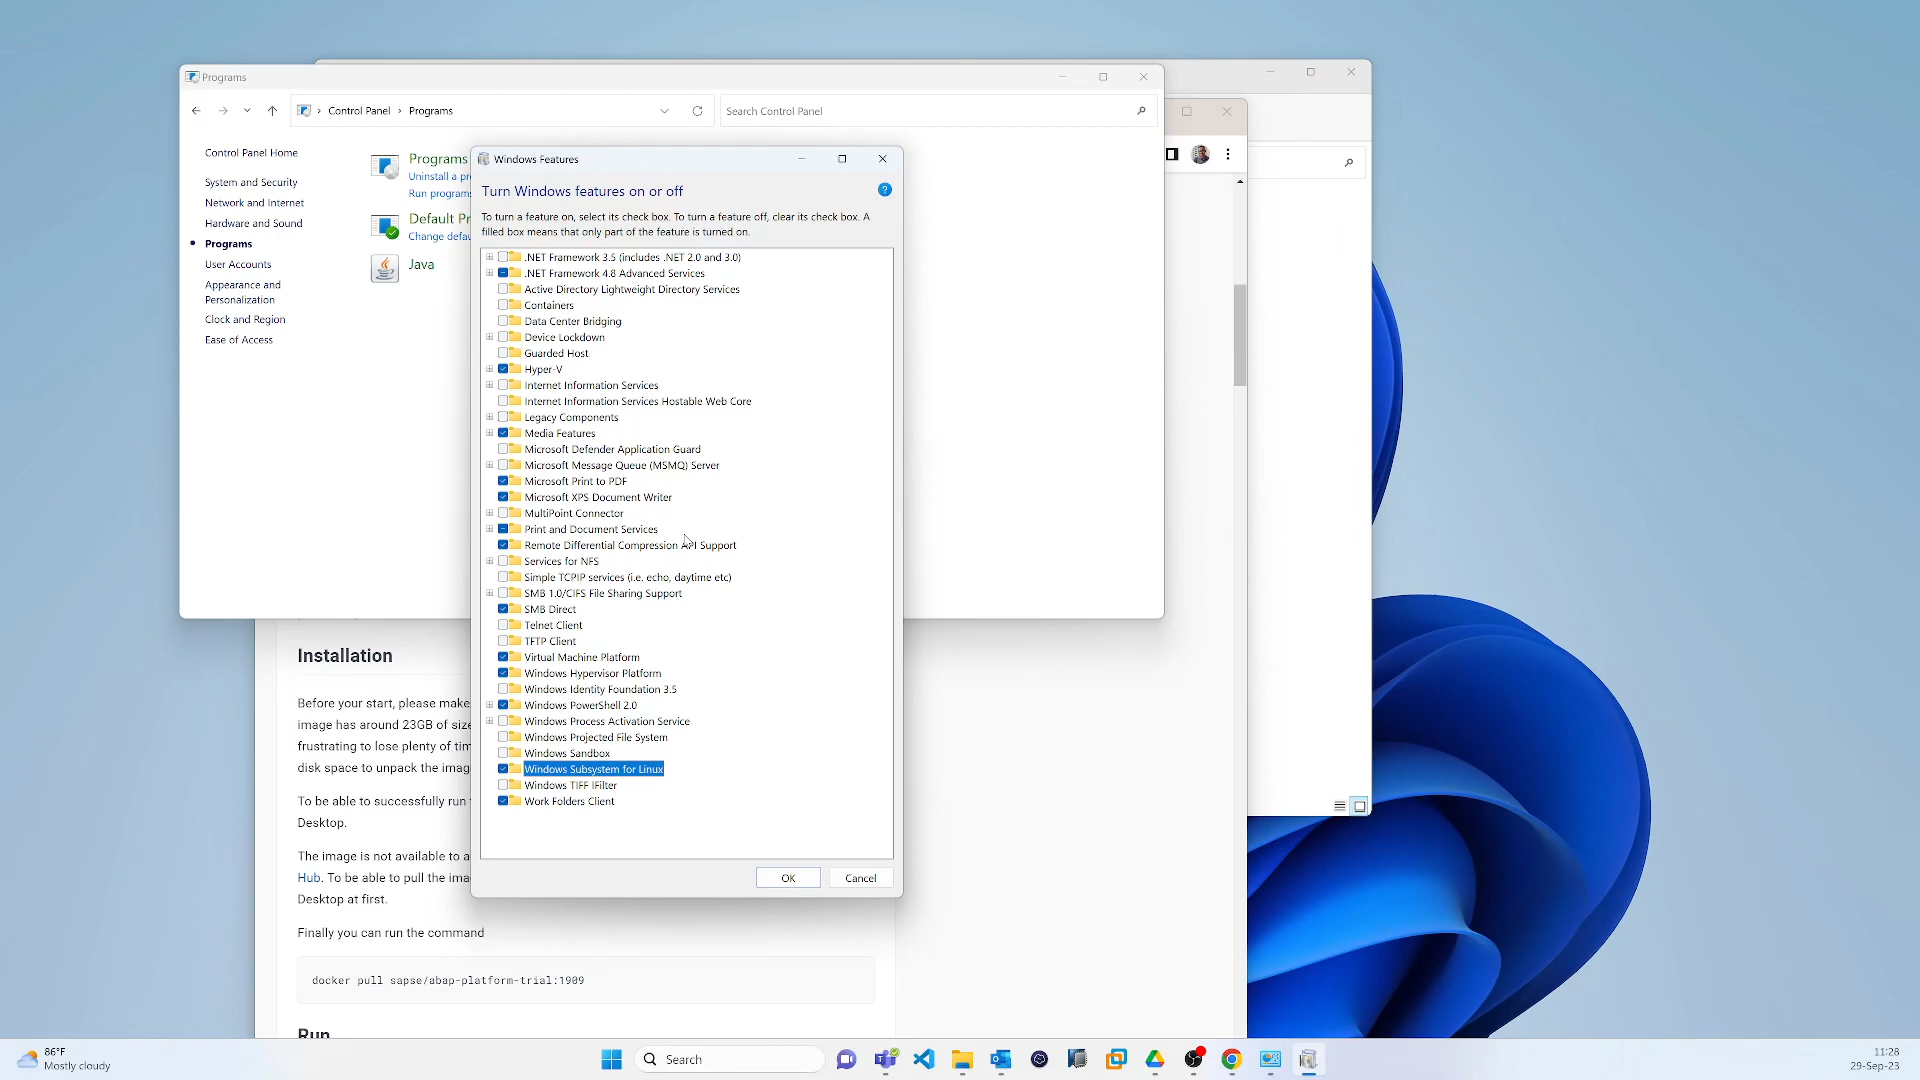 Programs
Control Panel
Programs
Search Control Panel
Control Panel Home
System and Security
Network and Internet
Hardware and Sound
Programs
User Accounts
Appearance and
Personalization
Clock and Region
Ease of Access
Programs
Uninstall a
Run programs
Default
Change
Java
Windows Features
Turn Windows features on or off
To turn a feature on, select its check box. To turn a feature off, clear its check box. A
filled box means that only part of the feature is turned on.
.NET Framework 3.5 (includes .NET 2.0 and 3.0)
.NET Framework 4.8 Advanced Services
Active Directory Lightweight Directory Services
Containers
Data Center Bridging
Device Lockdown
Guarded Host
Hyper-V
Internet Information Services
Internet Information Services Hostable Web Core
Legacy Components
Media Features
Microsoft Defender Application Guard
Microsoft Message Queue (MSMQ) Server
Microsoft Print to PDF
Microsoft XPS Document Writer
MultiPoint Connector
Print and Document Services
Remote Differential Compression API Support
Services for NFS
Simple TCPIP services (i.e. echo, daytime etc)
SMB 1.0/CIFS File Sharing Support
SMB Direct
Telnet Client
TFTP Client
Virtual Machine Platform
Windows Hypervisor Platform
Windows Identity Foundation 3.5
Windows PowerShell 2.0
Windows Process Activation Service
Windows Projected File System
Windows Sandbox
Windows Subsystem for Linux
Windows TIFF IFilter
Work Folders Client
OK
Cancel
Installation
Before your start, please make
image has around 23GB of size
frustrating to lose plenty of
disk space to unpack the
To be able to successfully run
Desktop.
The image is not available to
Hub. To be able to pull the
Desktop at first.
Finally you can run the command
docker pull sapse/abap-platform-trial:1909
Run
86°F
Mostly cloudy
Search
11:28
29-Sep-23